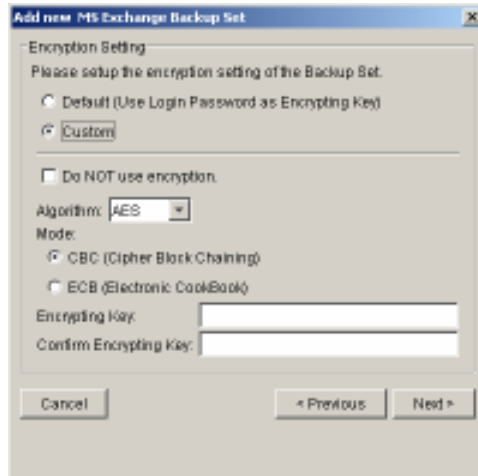 Add new MS Exchange Backup Set
Encryption Setting
Please setup the encryption setting of the Backup Set.
Default (Use Login Password as Encrypting Key)
Custom
Do NOT use encryption.
Algorithm: AES
Mode:
CBC (Cipher Block Chaining)
ECB (Electronic CookBook)
Encrypting Key:
Confirm Encrypting Key:
Cancel
< Previous
Next >